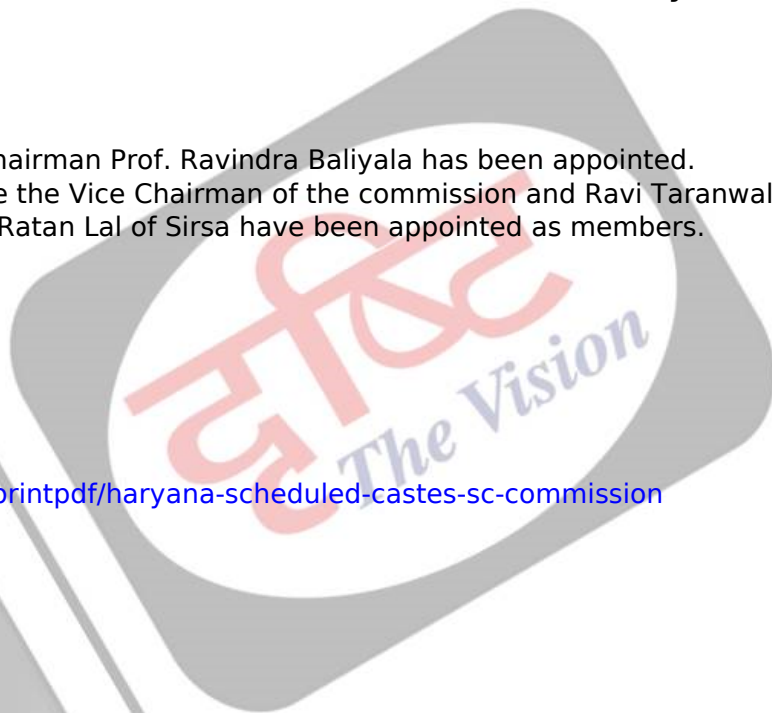 hairman Prof. Ravindra Baliyala has been appointed.
e the Vice Chairman of the commission and Ravi Taranwal
Ratan Lal of Sirsa have been appointed as members.
दृष्टि
The Vision
printpdf/haryana-scheduled-castes-sc-commission